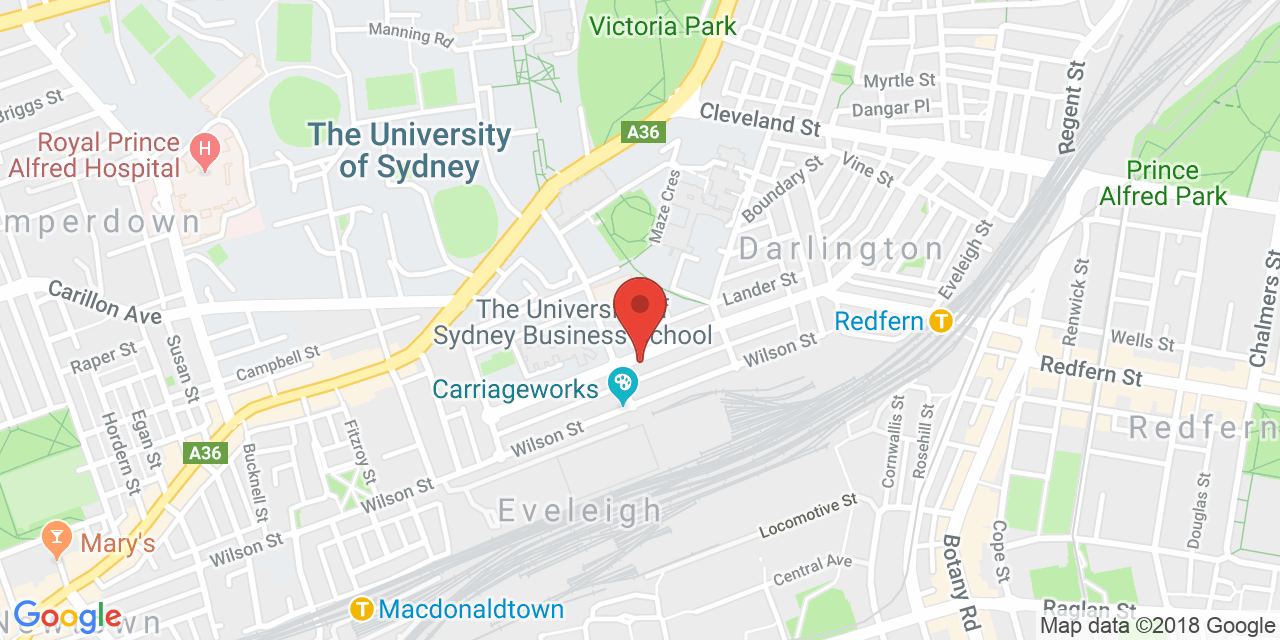 Victoria Park
Manning Rd
Myrtle St
Dangar Pl
Regent St
Briggs St
Cleveland St
A36
The University
of Sydney
Royal Prince
Alfred Hospital
H
Vine St
Boundary St
Maze Cres
Prince
Alfred Park
mperdown
Darlington
Eveleigh St
Carillon Ave
Lander St
Renwick St
Chalmers St
The University of
Sydney Business School
Redfern
T
Wells St
Raper St
Susan St
Campbell St
Wilson St
Redfern St
Carriageworks
Hordern St
Egan St
Fitzroy St
Wilson St
Cornwallis St
Rosehill St
Redfern
A36
Bucknell St
Wilson St
Eveleigh
Locomotive St
Douglas St
Mary's
Wilson St
Central Ave
Botany Rd
Cope St
Google
Newtown
T
Macdonaldtown
Raglan St
Map data ©2018 Google